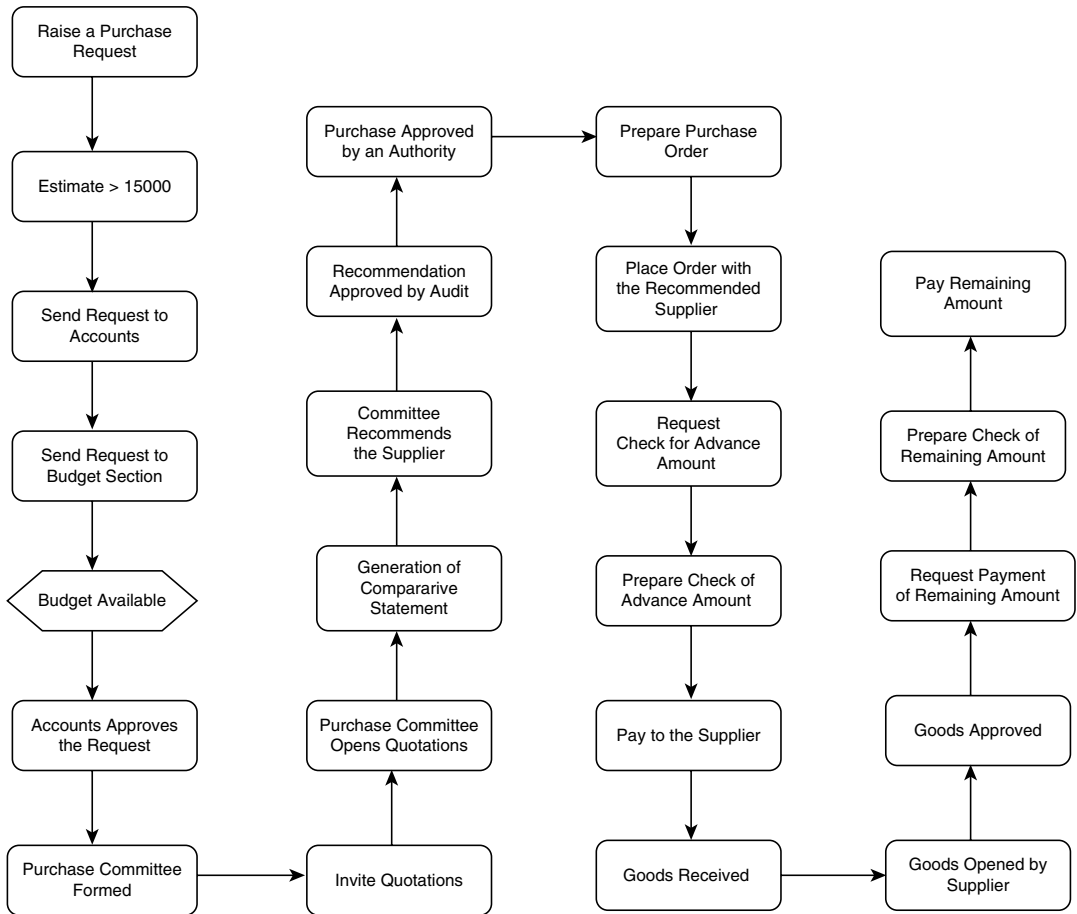 Raise a Purchase
Request
Estimate > 15000
Send Request to
Accounts
Send Request to
Budget Section
Budget Available
Accounts Approves
the Request
Purchase Committee
Formed
Invite Quotations
Purchase Committee
Opens Quotations
Generation of
Compararive
Statement
Committee
Recommends
the Supplier
Recommendation
Approved by Audit
Purchase Approved
by an Authority
Prepare Purchase
Order
Place Order with
the Recommended
Supplier
Request
Check for Advance
Amount
Prepare Check of
Advance Amount
Pay to the Supplier
Goods Received
Goods Opened by
Supplier
Goods Approved
Request Payment
of Remaining Amount
Prepare Check of
Remaining Amount
Pay Remaining
Amount